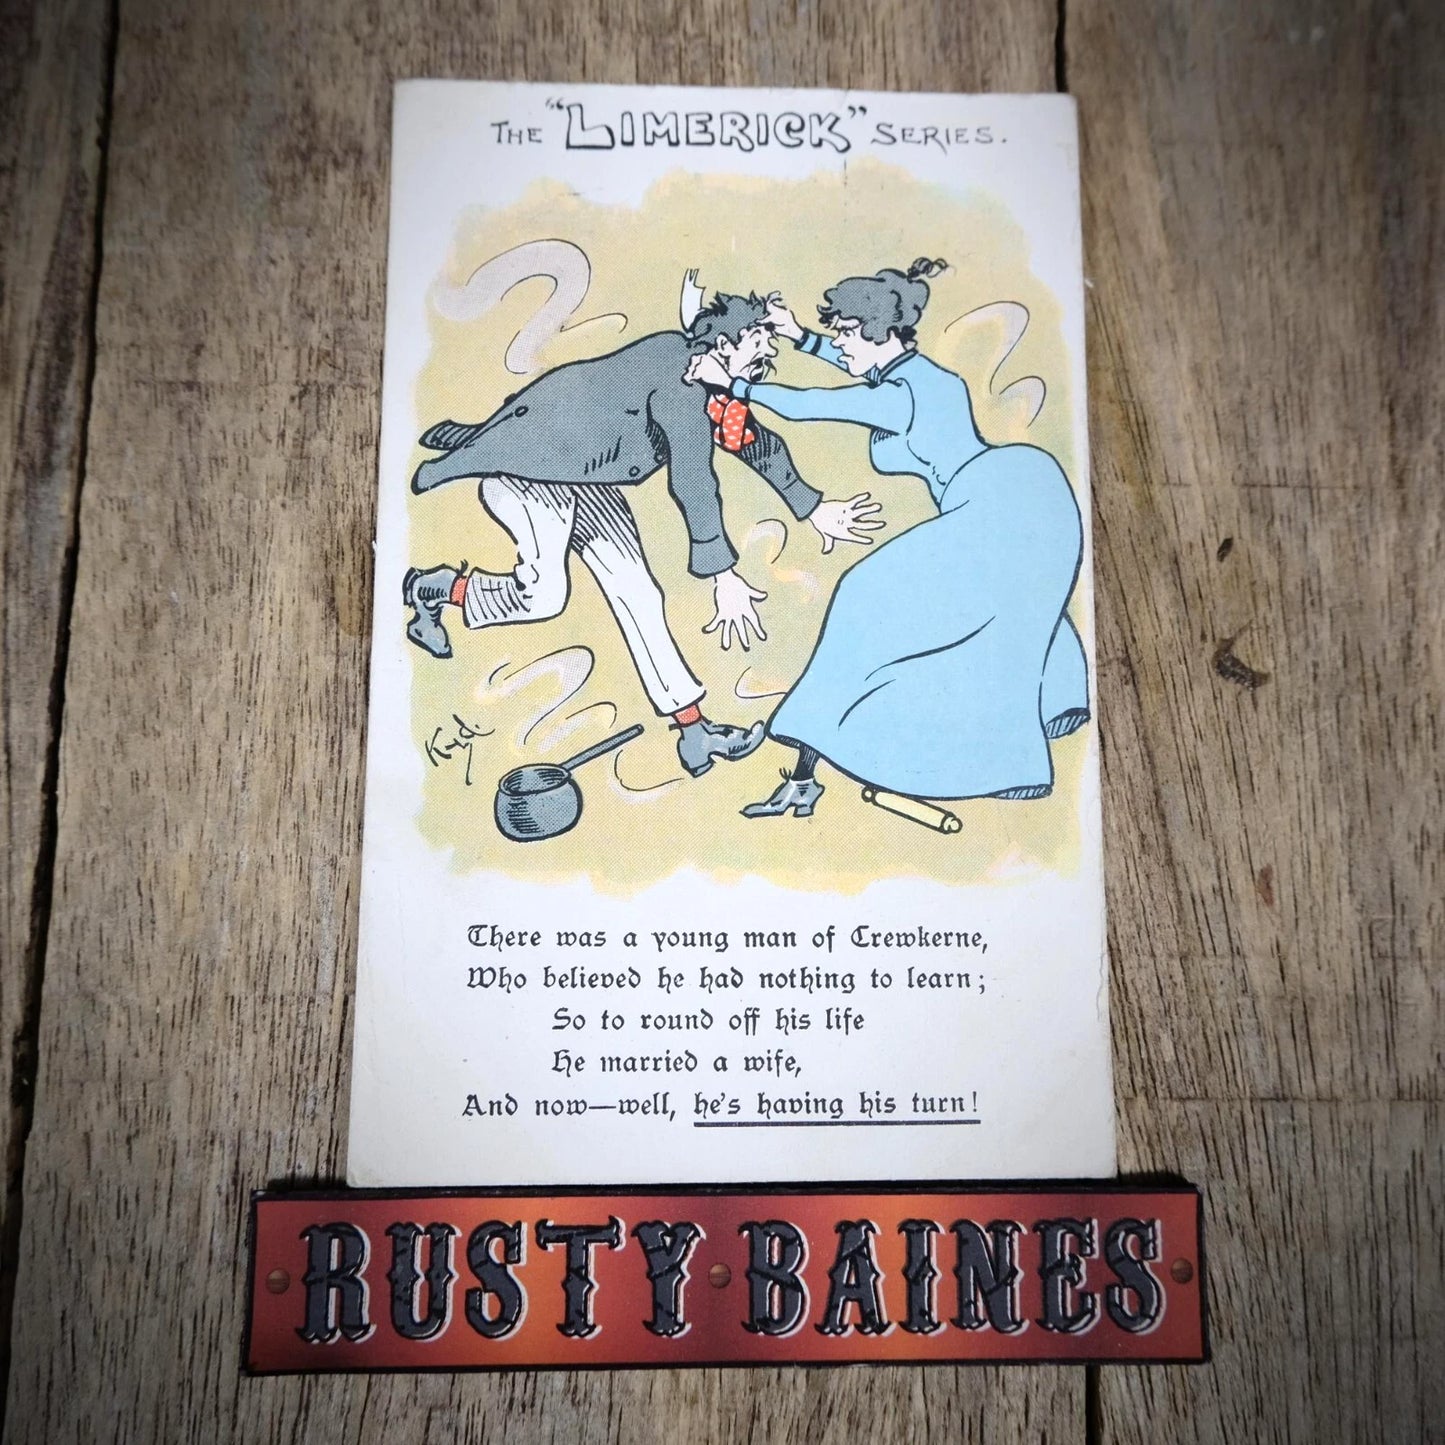 THE "LIMERICK" SERIES.
Kyd.
There was a young man of Crewkerne,
Who believed he had nothing to learn;
So to round off his life
He married a wife,
And now—well, he's having his turn!
RUSTY BAINES